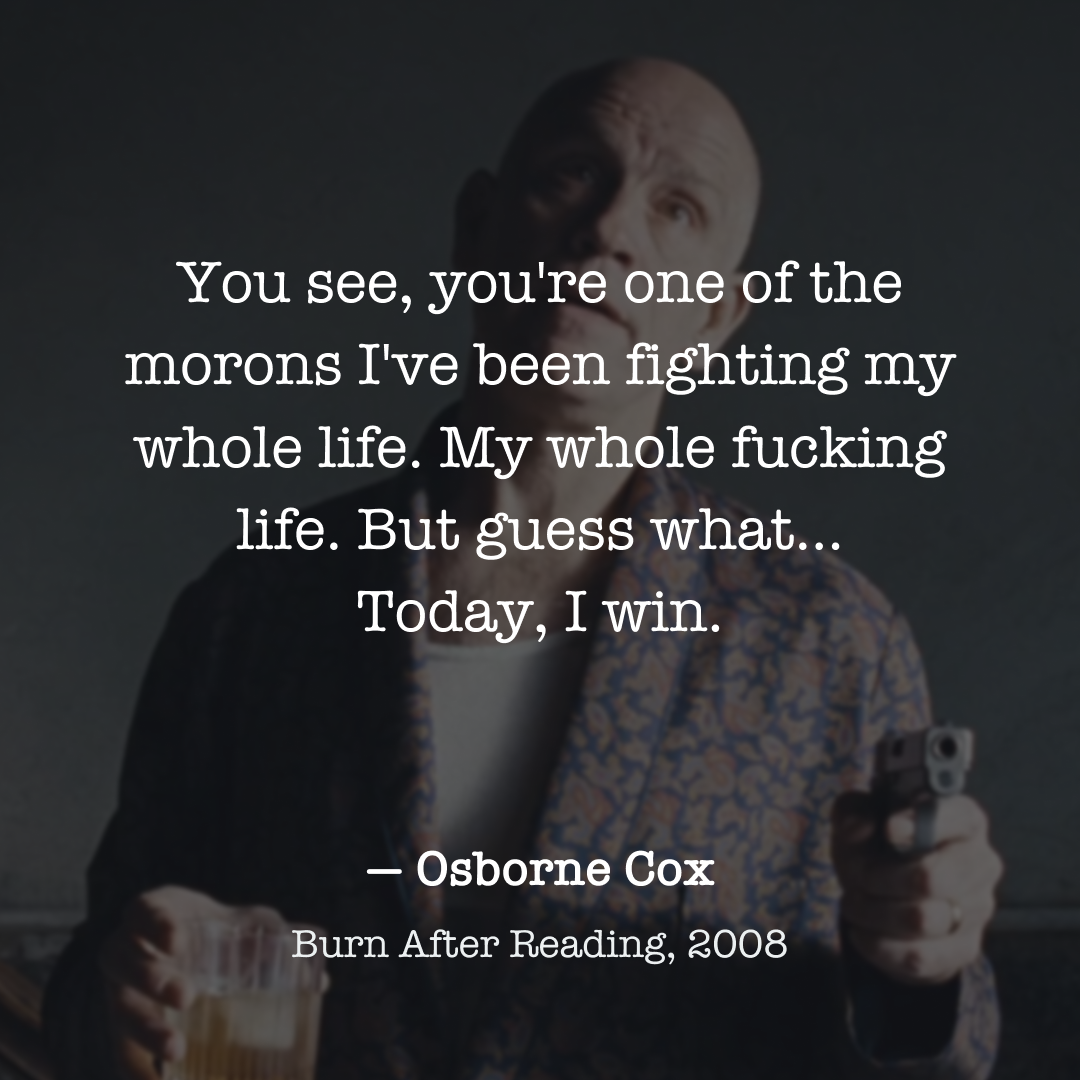 You see, you're one of the
morons I've been fighting my
whole life. My whole fucking
life. But guess what...
Today, I win.
— Osborne Cox
Burn After Reading, 2008